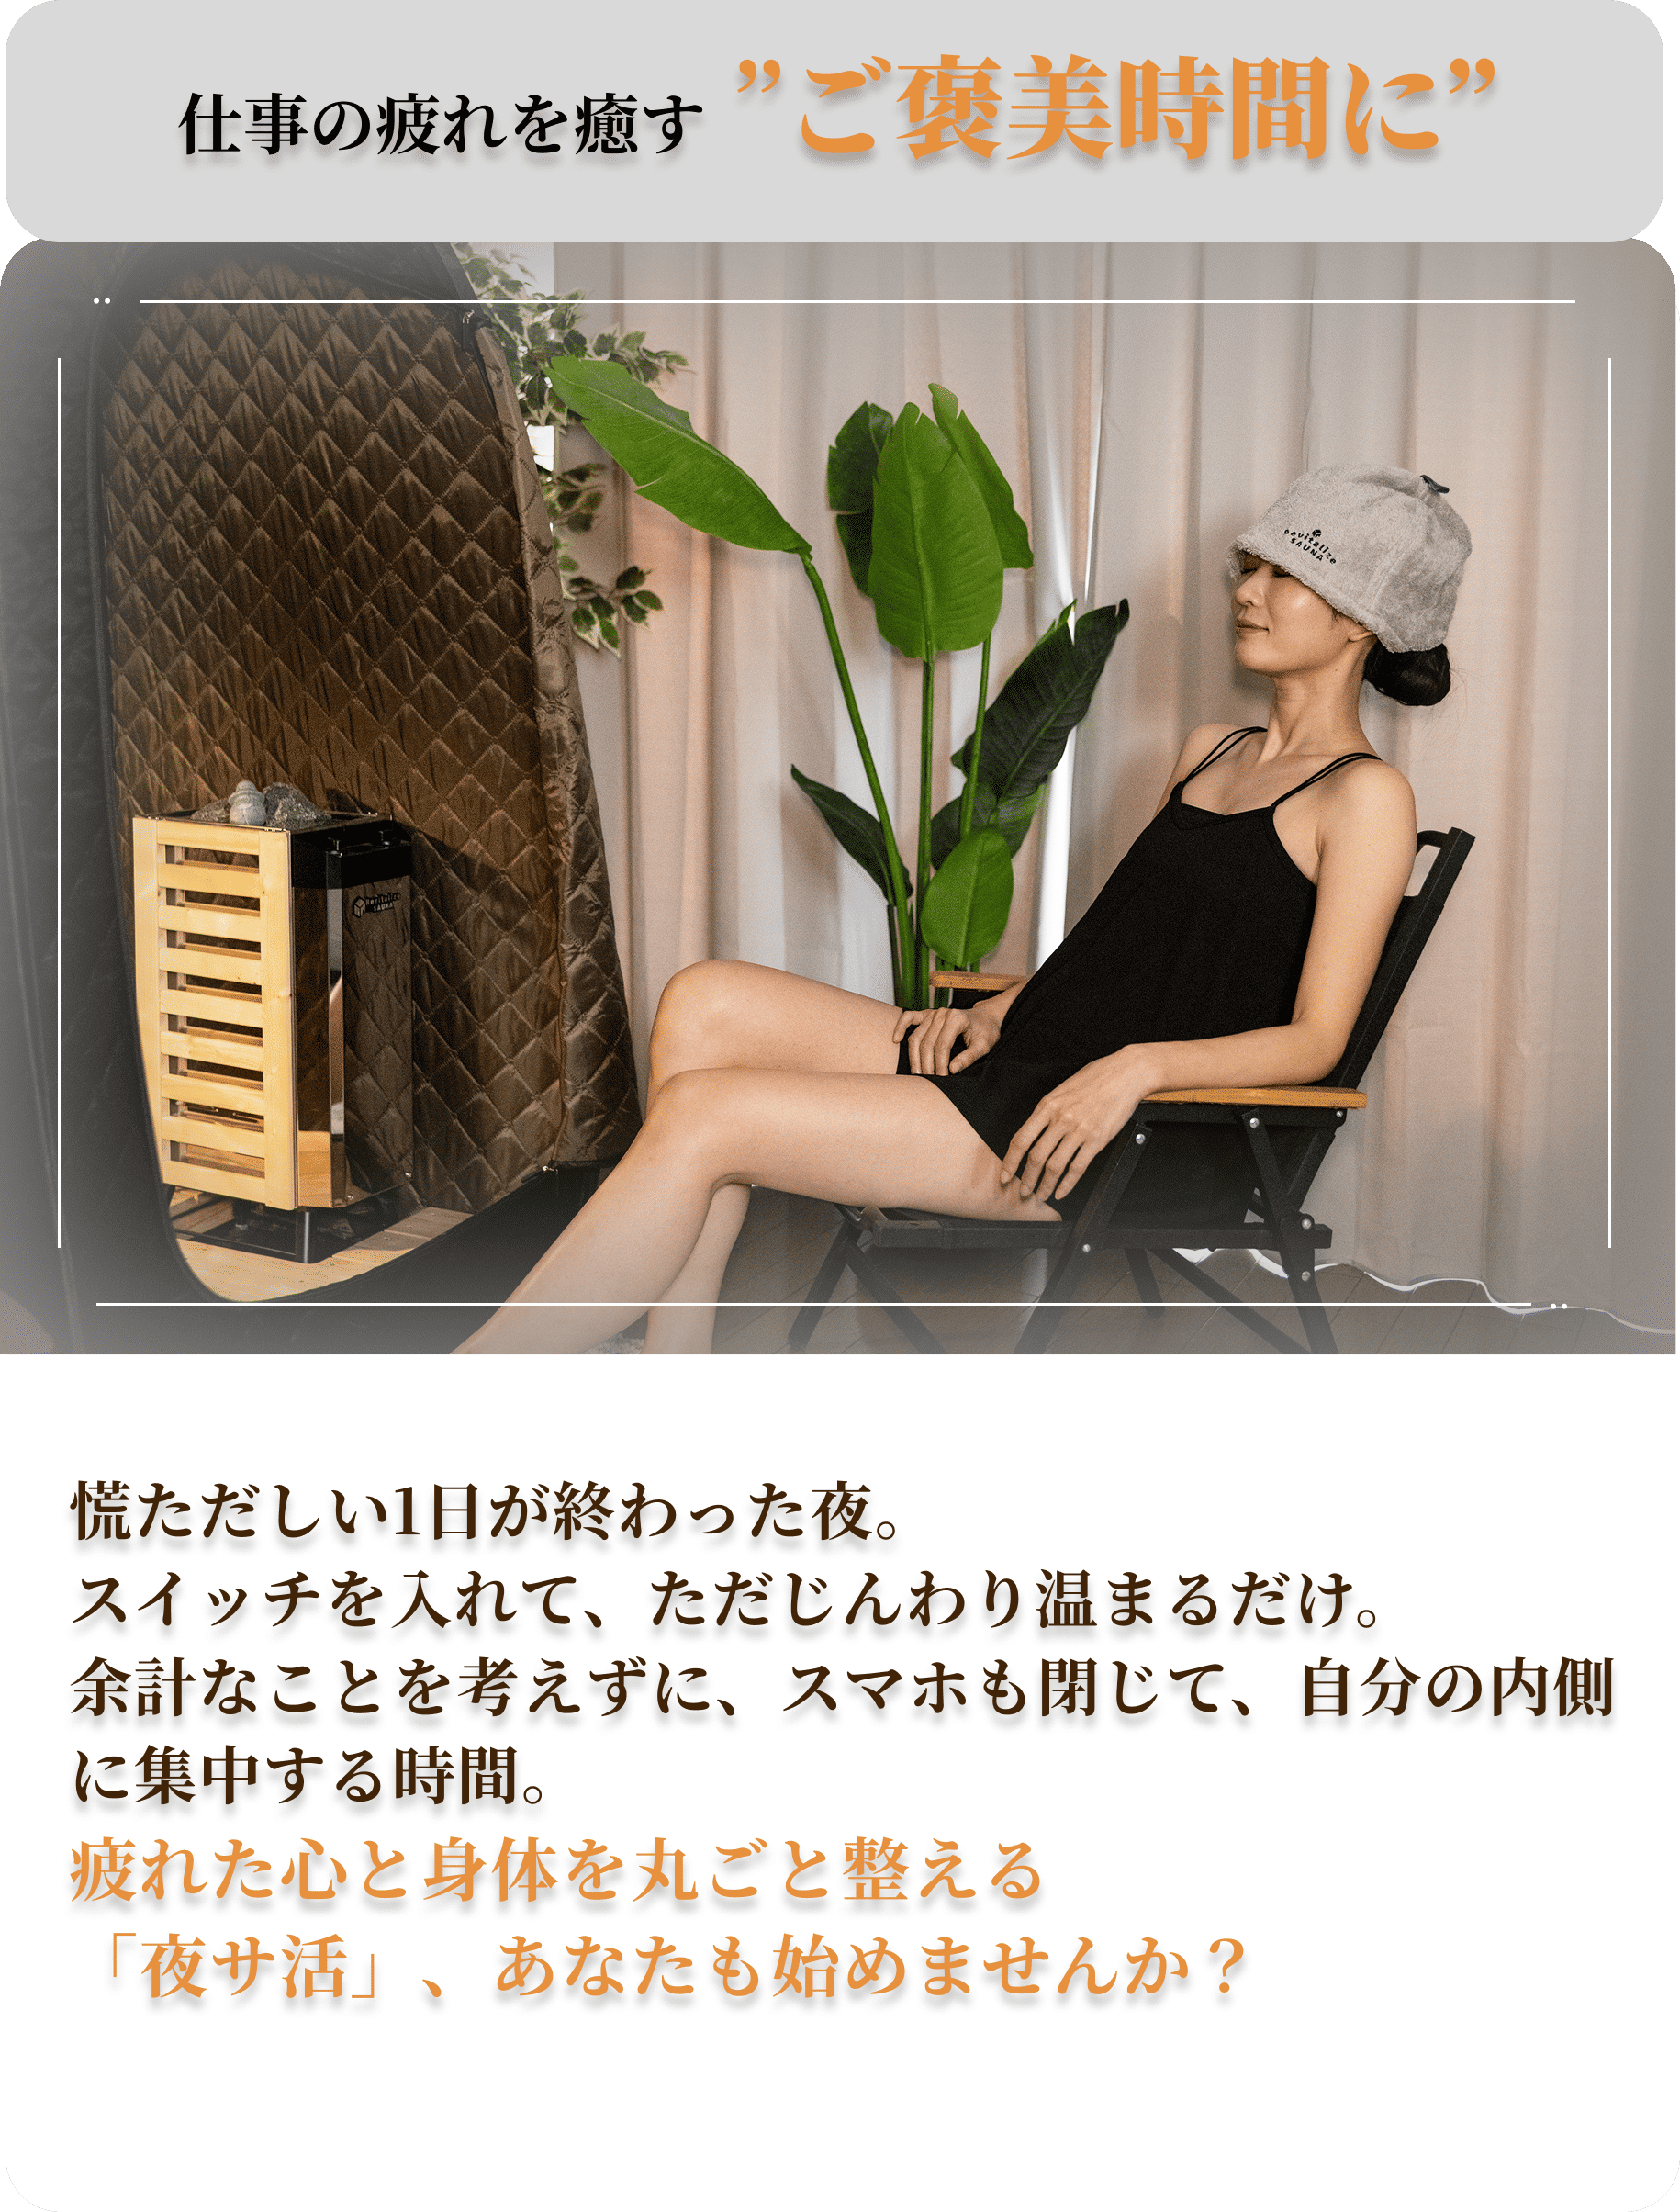 仕事の疲れを癒す ”ご褒美時間に”
Revitalize
SAUNA
Revitalize
SAUNA
慌ただしい1日が終わった夜。
スイッチを入れて、ただじんわり温まるだけ。
余計なことを考えずに、スマホも閉じて、自分の内側
に集中する時間。
疲れた心と身体を丸ごと整える
「夜サ活」、あなたも始めませんか？